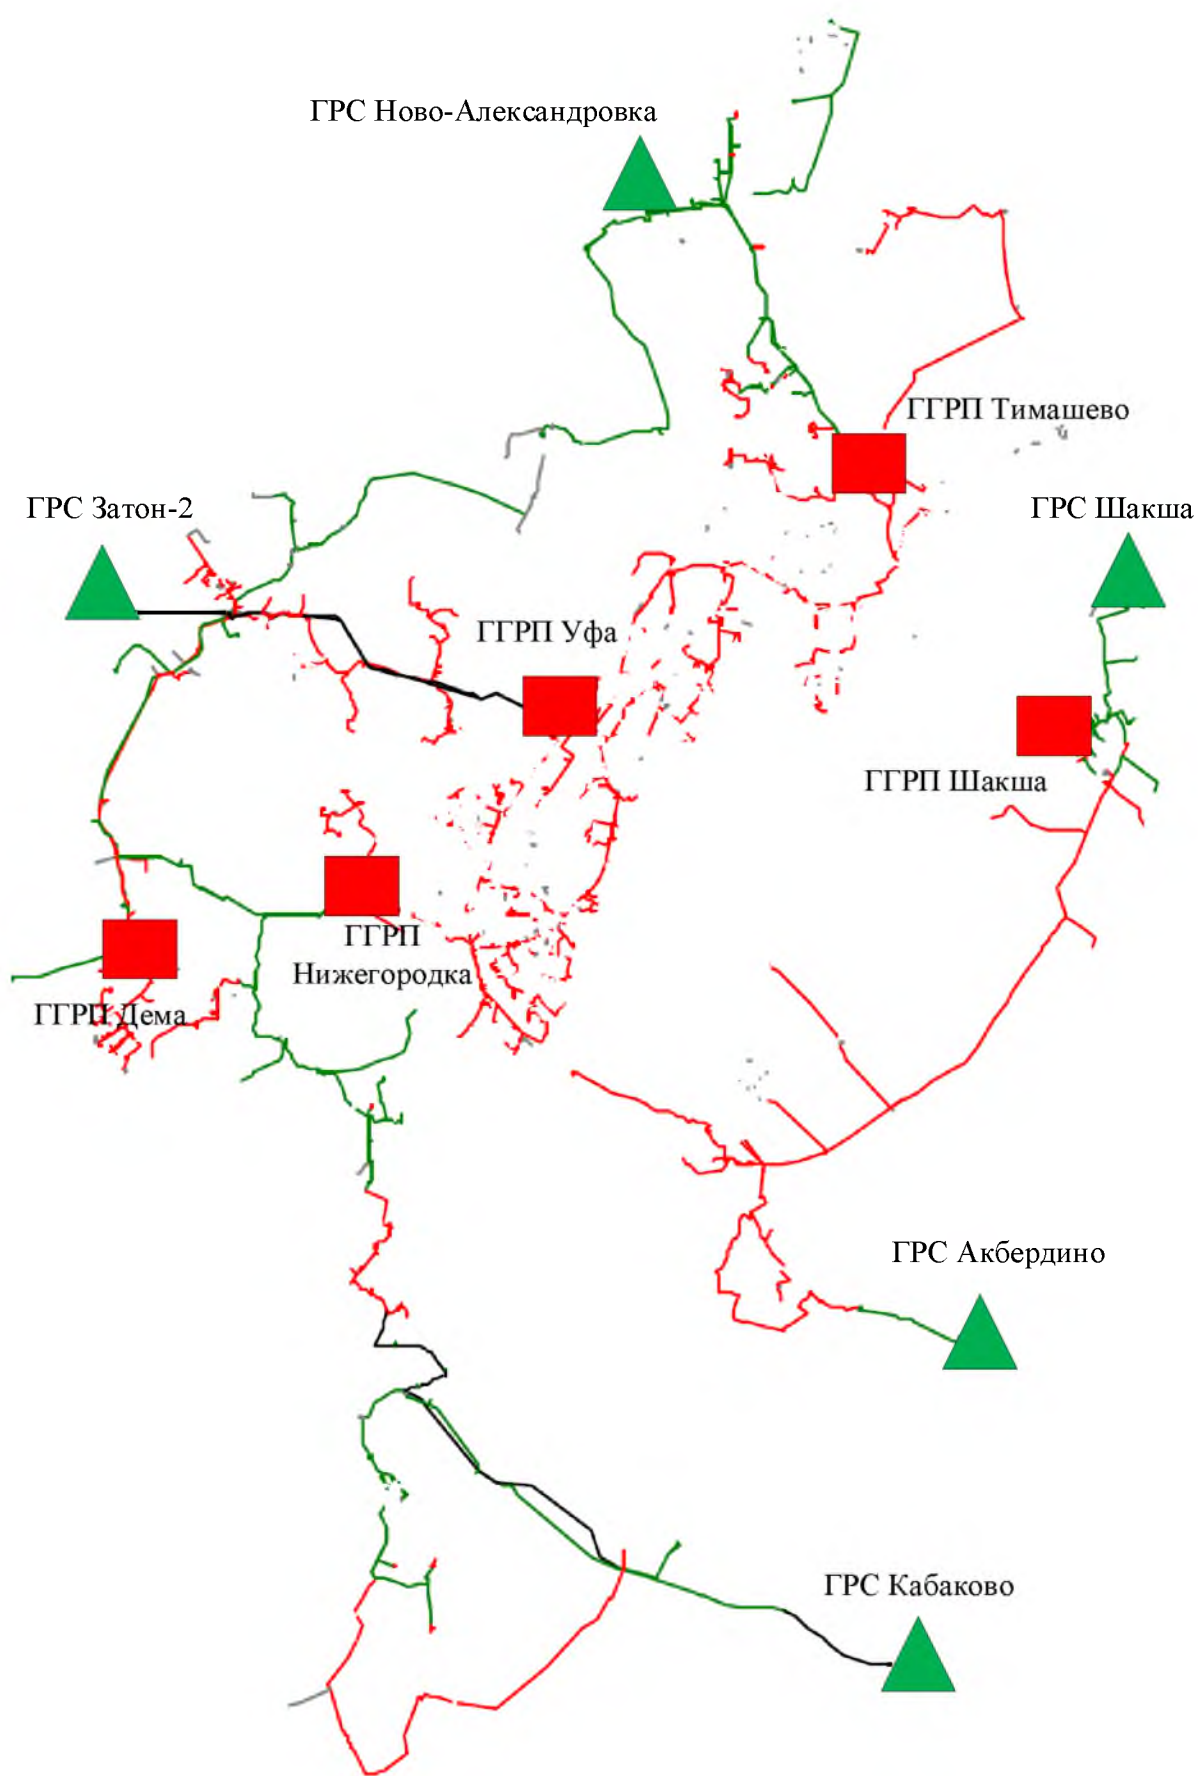 ГРС Ново-Александровка
ГГРП Тимашево
ГРС Затон-2
ГРС Шакша
ГГРП Уфа
ГГРП Шакша
ГГРП
Нижегородка
ГГРП Дема
ГРС Акбердино
ГРС Кабаково